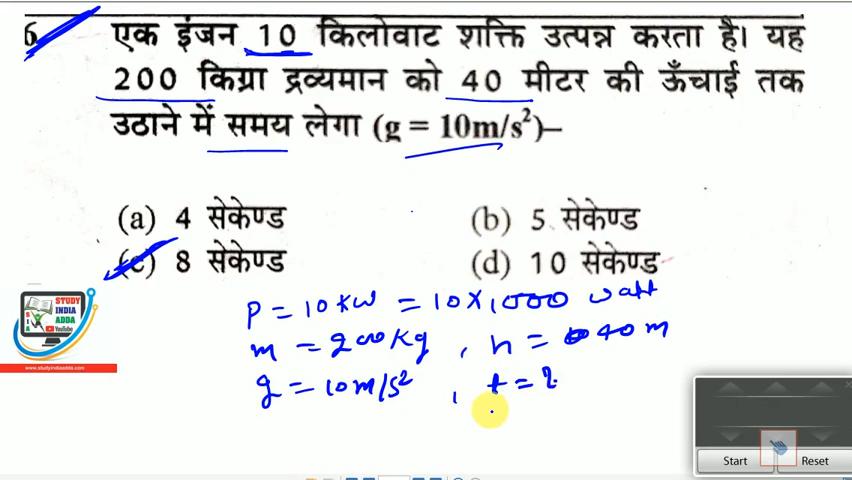 6 एक इंजन 10 किलोवाट शक्ति उत्पन्न करता है। यह
200 किग्रा द्रव्यमान को 40 मीटर की ऊँचाई तक
उठाने में समय लेगा (g = 10m/s²)–
(a) 4 सेकेण्ड (b) 5 सेकेण्ड
(c) 8 सेकेण्ड (d) 10 सेकेण्ड
P = 10 KW = 10 X 1000 watt
m = 200 Kg , h = 40 m
g = 10 m/s² , t = ?
STUDY
INDIA
ADDA
YouTube
www.studyindiaadda.com
Start Reset